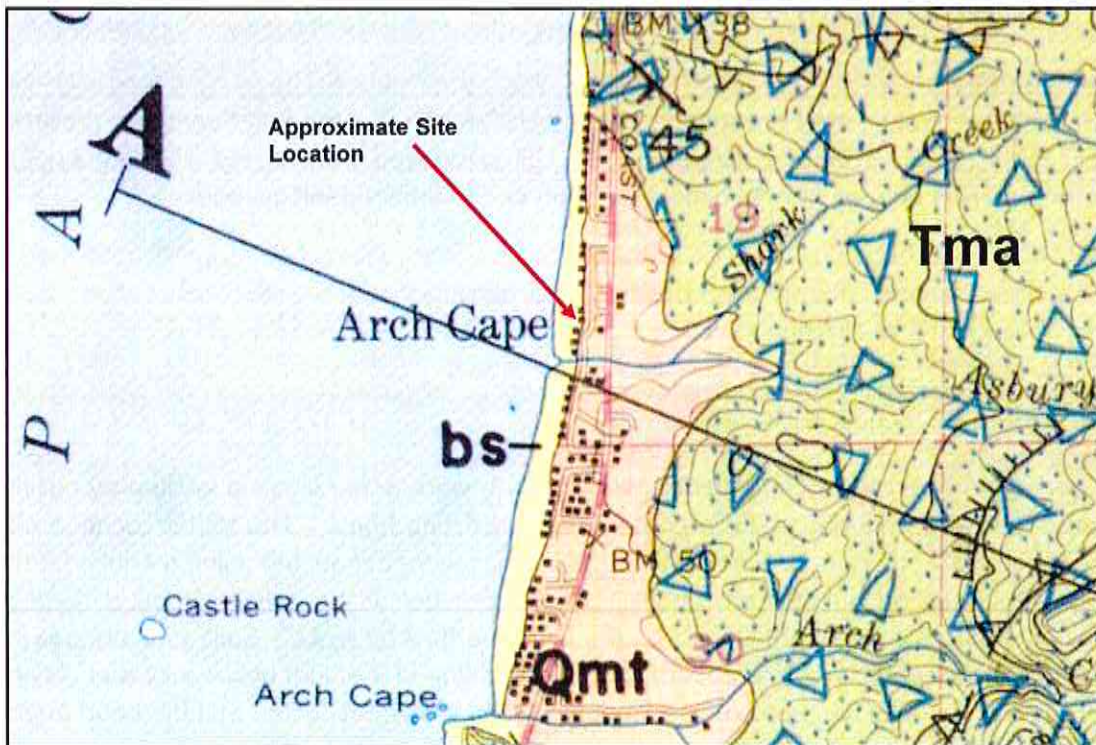 BM 138
Approximate Site
Location
A
COAST
45
Creek
P A C
19
Shark
Tma
Arch Cape
Asbury
bs
BM 50
Castle Rock
30
Arch
Qmt
Arch Cape
C